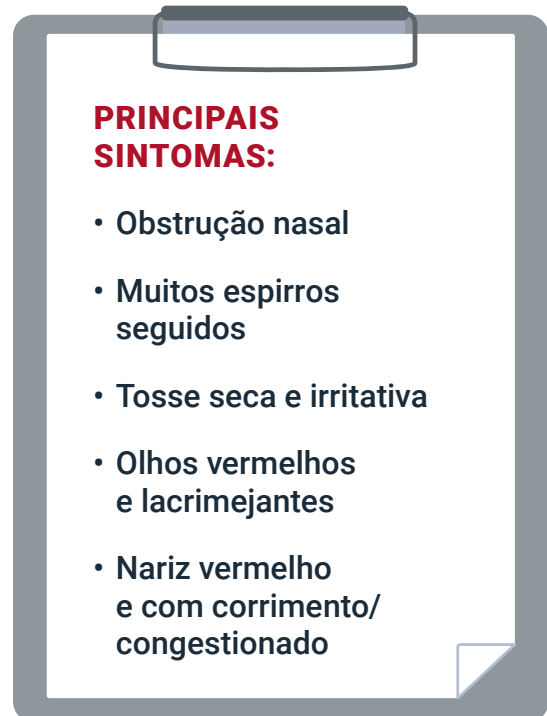 PRINCIPAIS
SINTOMAS:
• Obstrução nasal
• Muitos espirros
seguidos
• Tosse seca e irritativa
• Olhos vermelhos
e lacrimejantes
• Nariz vermelho
e com corrimento/
congestionado